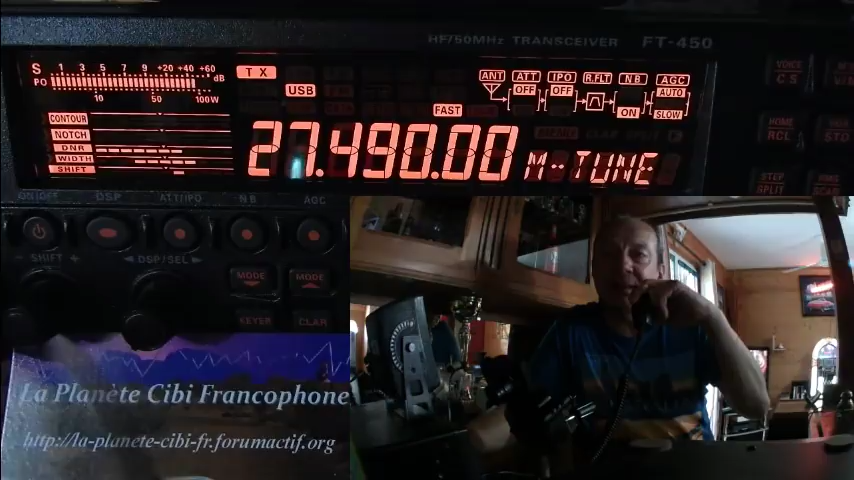 HF/50MHz TRANSCEIVER FT-450
S 1 3 5 7 9 +20 +40 +60 dB
PO
10 50 100W
TX
USB
FAST
ANT ATT IPO R.FLT NB AGC
OFF OFF AUTO
ON SLOW
CONTOUR
NOTCH
DNR
WIDTH
SHIFT
27.490.00 M-TUNE
VOICE
C.S
HOME
RCL
STO
STEP
SPLIT
SCAN
ON/OFF DSP ATT/IPO NB AGC
- SHIFT + ◄DSP/SEL►
MODE MODE
KEYER CLAR
La Planète Cibi Francophone
http://la-planete-cibi-fr.forumactif.org